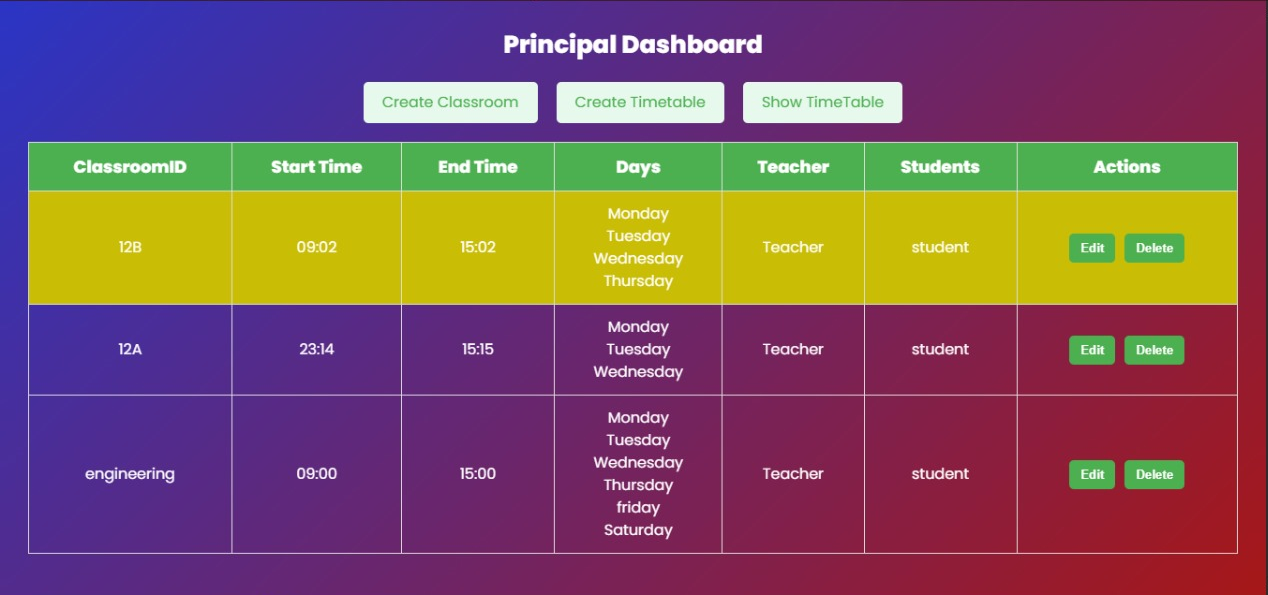 Principal Dashboard
Create Classroom Create Timetable Show TimeTable
ClassroomID Start Time End Time Days Teacher Students Actions
12B 09:02 15:02 Monday
Tuesday
Wednesday
Thursday Teacher student Edit Delete
12A 23:14 15:15 Monday
Tuesday
Wednesday Teacher student Edit Delete
engineering 09:00 15:00 Monday
Tuesday
Wednesday
Thursday
friday
Saturday Teacher student Edit Delete